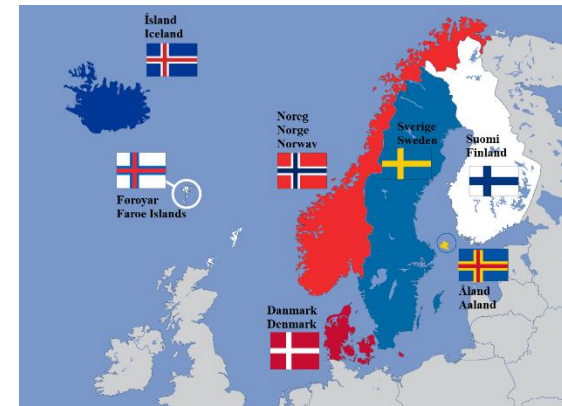 Ísland
Iceland
Noreg
Norge
Norway
Sverige
Sweden
Suomi
Finland
Føroyar
Faroe Islands
Åland
Aaland
Danmark
Denmark